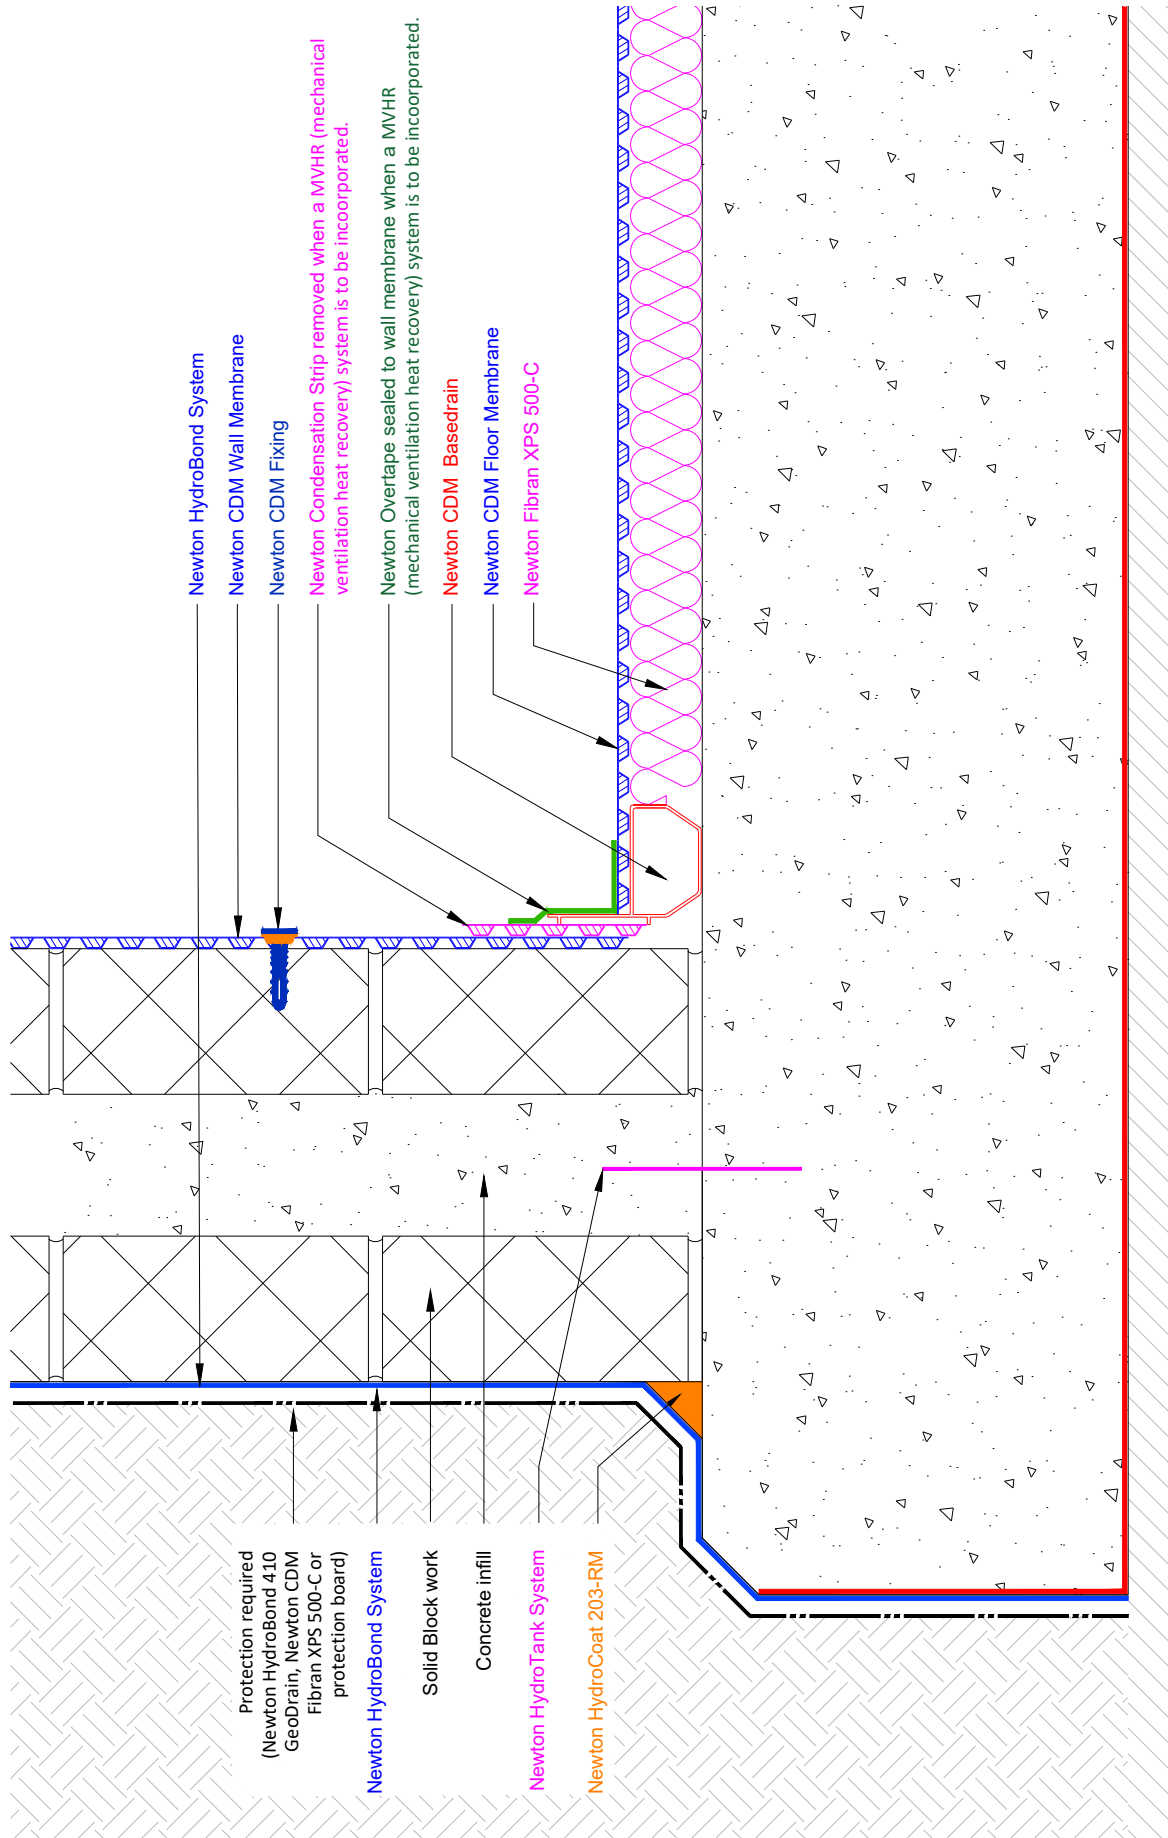 Newton HydroBond System
Newton CDM Wall Membrane
Newton CDM Fixing
Newton Condensation Strip removed when a MVHR (mechanical
ventilation heat recovery) system is to be incorporated.
Newton Overtape sealed to wall membrane when a MVHR
(mechanical ventilation heat recovery) system is to be incorporated.
Newton CDM Basedrain
Newton CDM Floor Membrane
Newton Fibran XPS 500-C
Protection required
(Newton HydroBond 410
GeoDrain, Newton CDM
Fibran XPS 500-C or
protection board)
Newton HydroBond System
Solid Block work
Concrete infill
Newton HydroTank System
Newton HydroCoat 203-RM